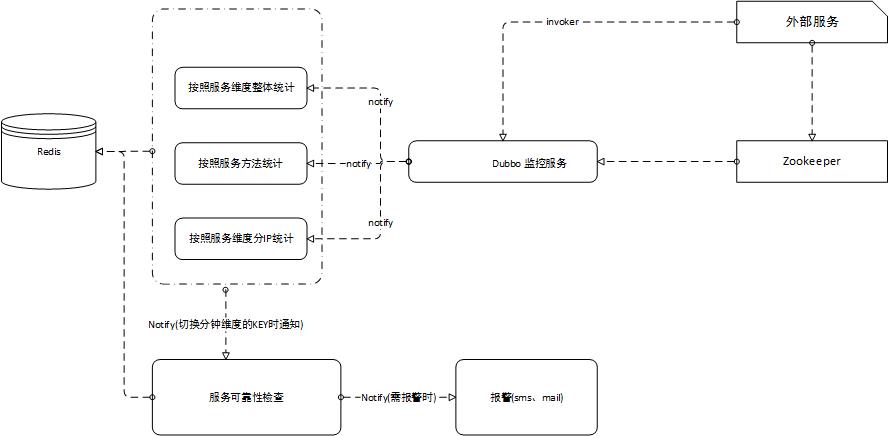 外部服务
invoker
按照服务维度整体统计
notify
Redis
按照服务方法统计
notify
Dubbo 监控服务
Zookeeper
notify
按照服务维度分IP统计
Notify(切换分钟维度的KEY时通知)
服务可靠性检查
Notify(需报警时)
报警(sms、mail)